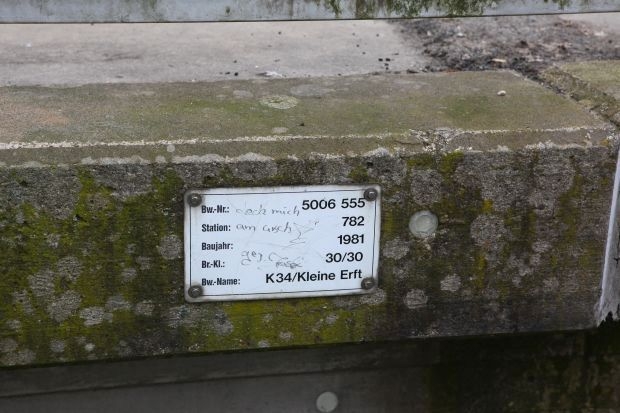 Bw.-Nr.: Leck mich 5006 555
Station: am arsch 782
Baujahr: 1981
Br.-Kl.: gez. 30/30
Bw.-Name: K34/Kleine Erft